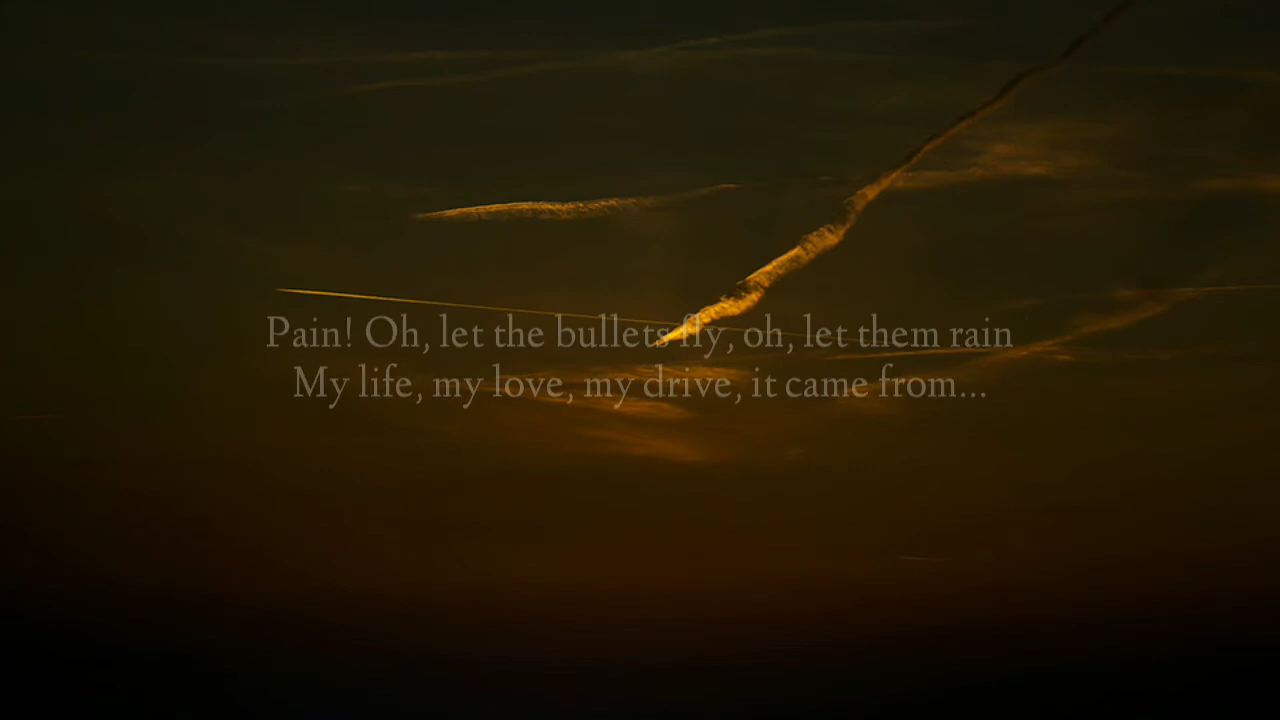 Pain! Oh, let the bullets fly, oh, let them rain
My life, my love, my drive, it came from...